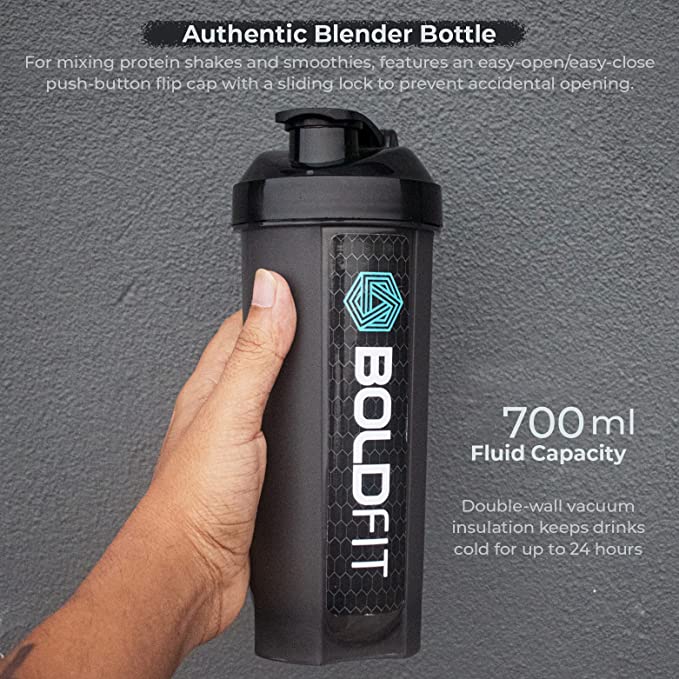 Authentic Blender Bottle
For mixing protein shakes and smoothies, features an easy-open/easy-close
push-button flip cap with a sliding lock to prevent accidental opening.
BOLDFIT
700 ml
Fluid Capacity
Double-wall vacuum
insulation keeps drinks
cold for up to 24 hours